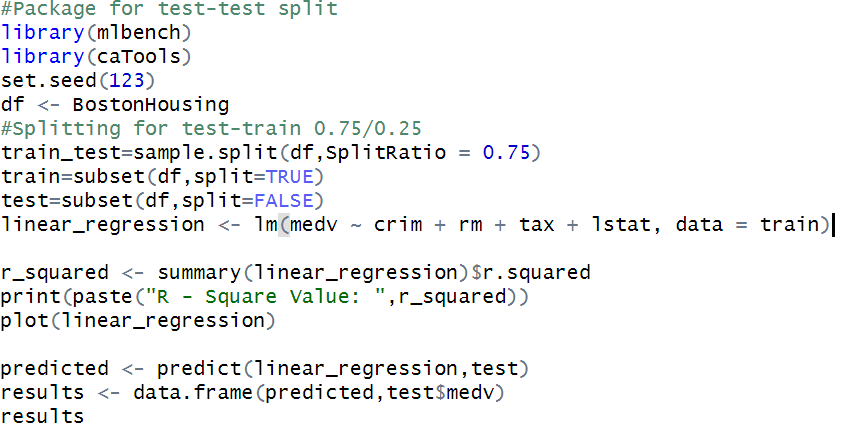 #Package for test-test split
library(mlbench)
library(caTools)
set.seed(123)
df <- BostonHousing
#Splitting for test-train 0.75/0.25
train_test=sample.split(df,SplitRatio = 0.75)
train=subset(df,split=TRUE)
test=subset(df,split=FALSE)
linear_regression <- lm(medv ~ crim + rm + tax + lstat, data = train)
r_squared <- summary(linear_regression)$r.squared
print(paste("R - Square Value: ",r_squared))
plot(linear_regression)
predicted <- predict(linear_regression,test)
results <- data.frame(predicted,test$medv)
results